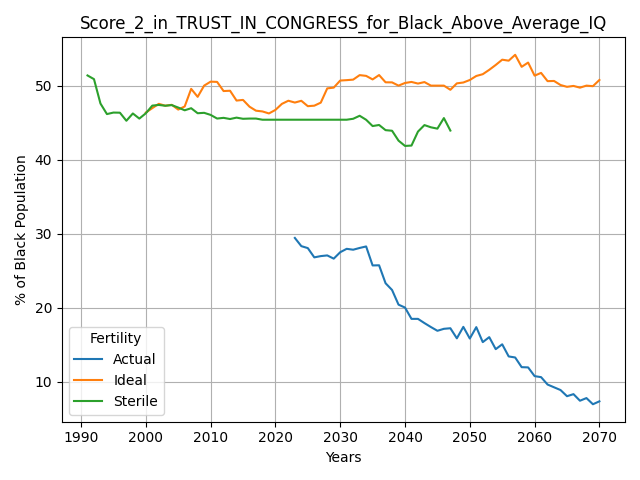 Score_2_in_TRUST_IN_CONGRESS_for_Black_Above_Average_IQ
% of Black Population
50
40
30
20
10
Fertility
Actual
Ideal
Sterile
1990 2000 2010 2020 2030 2040 2050 2060 2070
Years